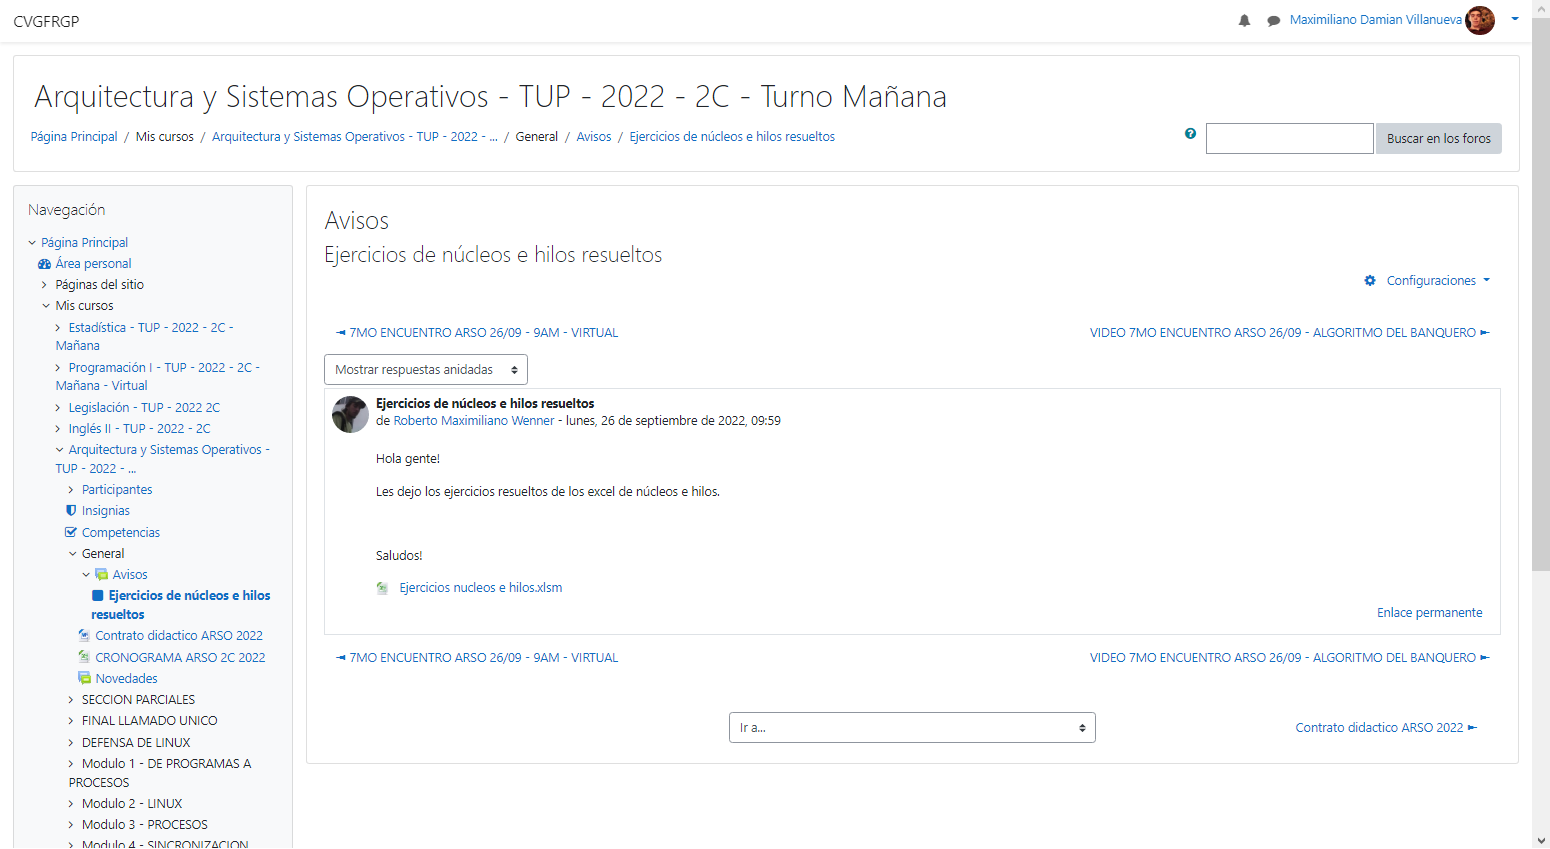 CVGFRGP
Maximiliano Damian Villanueva
Arquitectura y Sistemas Operativos - TUP - 2022 - 2C - Turno Mañana
Página Principal / Mis cursos / Arquitectura y Sistemas Operativos - TUP - 2022 - ... / General / Avisos / Ejercicios de núcleos e hilos resueltos
Buscar en los foros
Navegación
Página Principal
Área personal
Páginas del sitio
Mis cursos
Estadística - TUP - 2022 - 2C -
Mañana
Programación I - TUP - 2022 - 2C -
Mañana - Virtual
Legislación - TUP - 2022 2C
Inglés II - TUP - 2022 - 2C
Arquitectura y Sistemas Operativos -
TUP - 2022 - ...
Participantes
Insignias
Competencias
General
Avisos
Ejercicios de núcleos e hilos
resueltos
Contrato didactico ARSO 2022
CRONOGRAMA ARSO 2C 2022
Novedades
SECCION PARCIALES
FINAL LLAMADO UNICO
DEFENSA DE LINUX
Modulo 1 - DE PROGRAMAS A
PROCESOS
Modulo 2 - LINUX
Modulo 3 - PROCESOS
Modulo 4 - SINCRONIZACION
Avisos
Ejercicios de núcleos e hilos resueltos
Configuraciones
◄ 7MO ENCUENTRO ARSO 26/09 - 9AM - VIRTUAL
VIDEO 7MO ENCUENTRO ARSO 26/09 - ALGORITMO DEL BANQUERO ►
Mostrar respuestas anidadas
Ejercicios de núcleos e hilos resueltos
de Roberto Maximiliano Wenner - lunes, 26 de septiembre de 2022, 09:59
Hola gente!
Les dejo los ejercicios resueltos de los excel de núcleos e hilos.
Saludos!
Ejercicios nucleos e hilos.xlsm
Enlace permanente
◄ 7MO ENCUENTRO ARSO 26/09 - 9AM - VIRTUAL
VIDEO 7MO ENCUENTRO ARSO 26/09 - ALGORITMO DEL BANQUERO ►
Ir a...
Contrato didactico ARSO 2022 ►